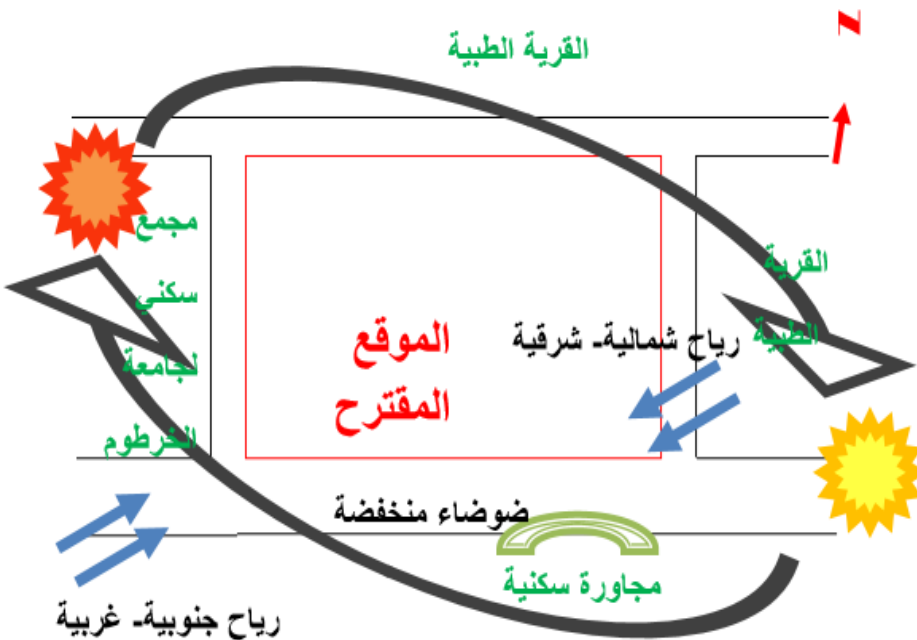 القرية الطبية
N
مجمع
سكني
لجامعة
الخرطوم
القرية
الطبية
رياح شمالية- شرقية
الموقع
المقترح
ضوضاء منخفضة
مجاورة سكنية
رياح جنوبية- غربية